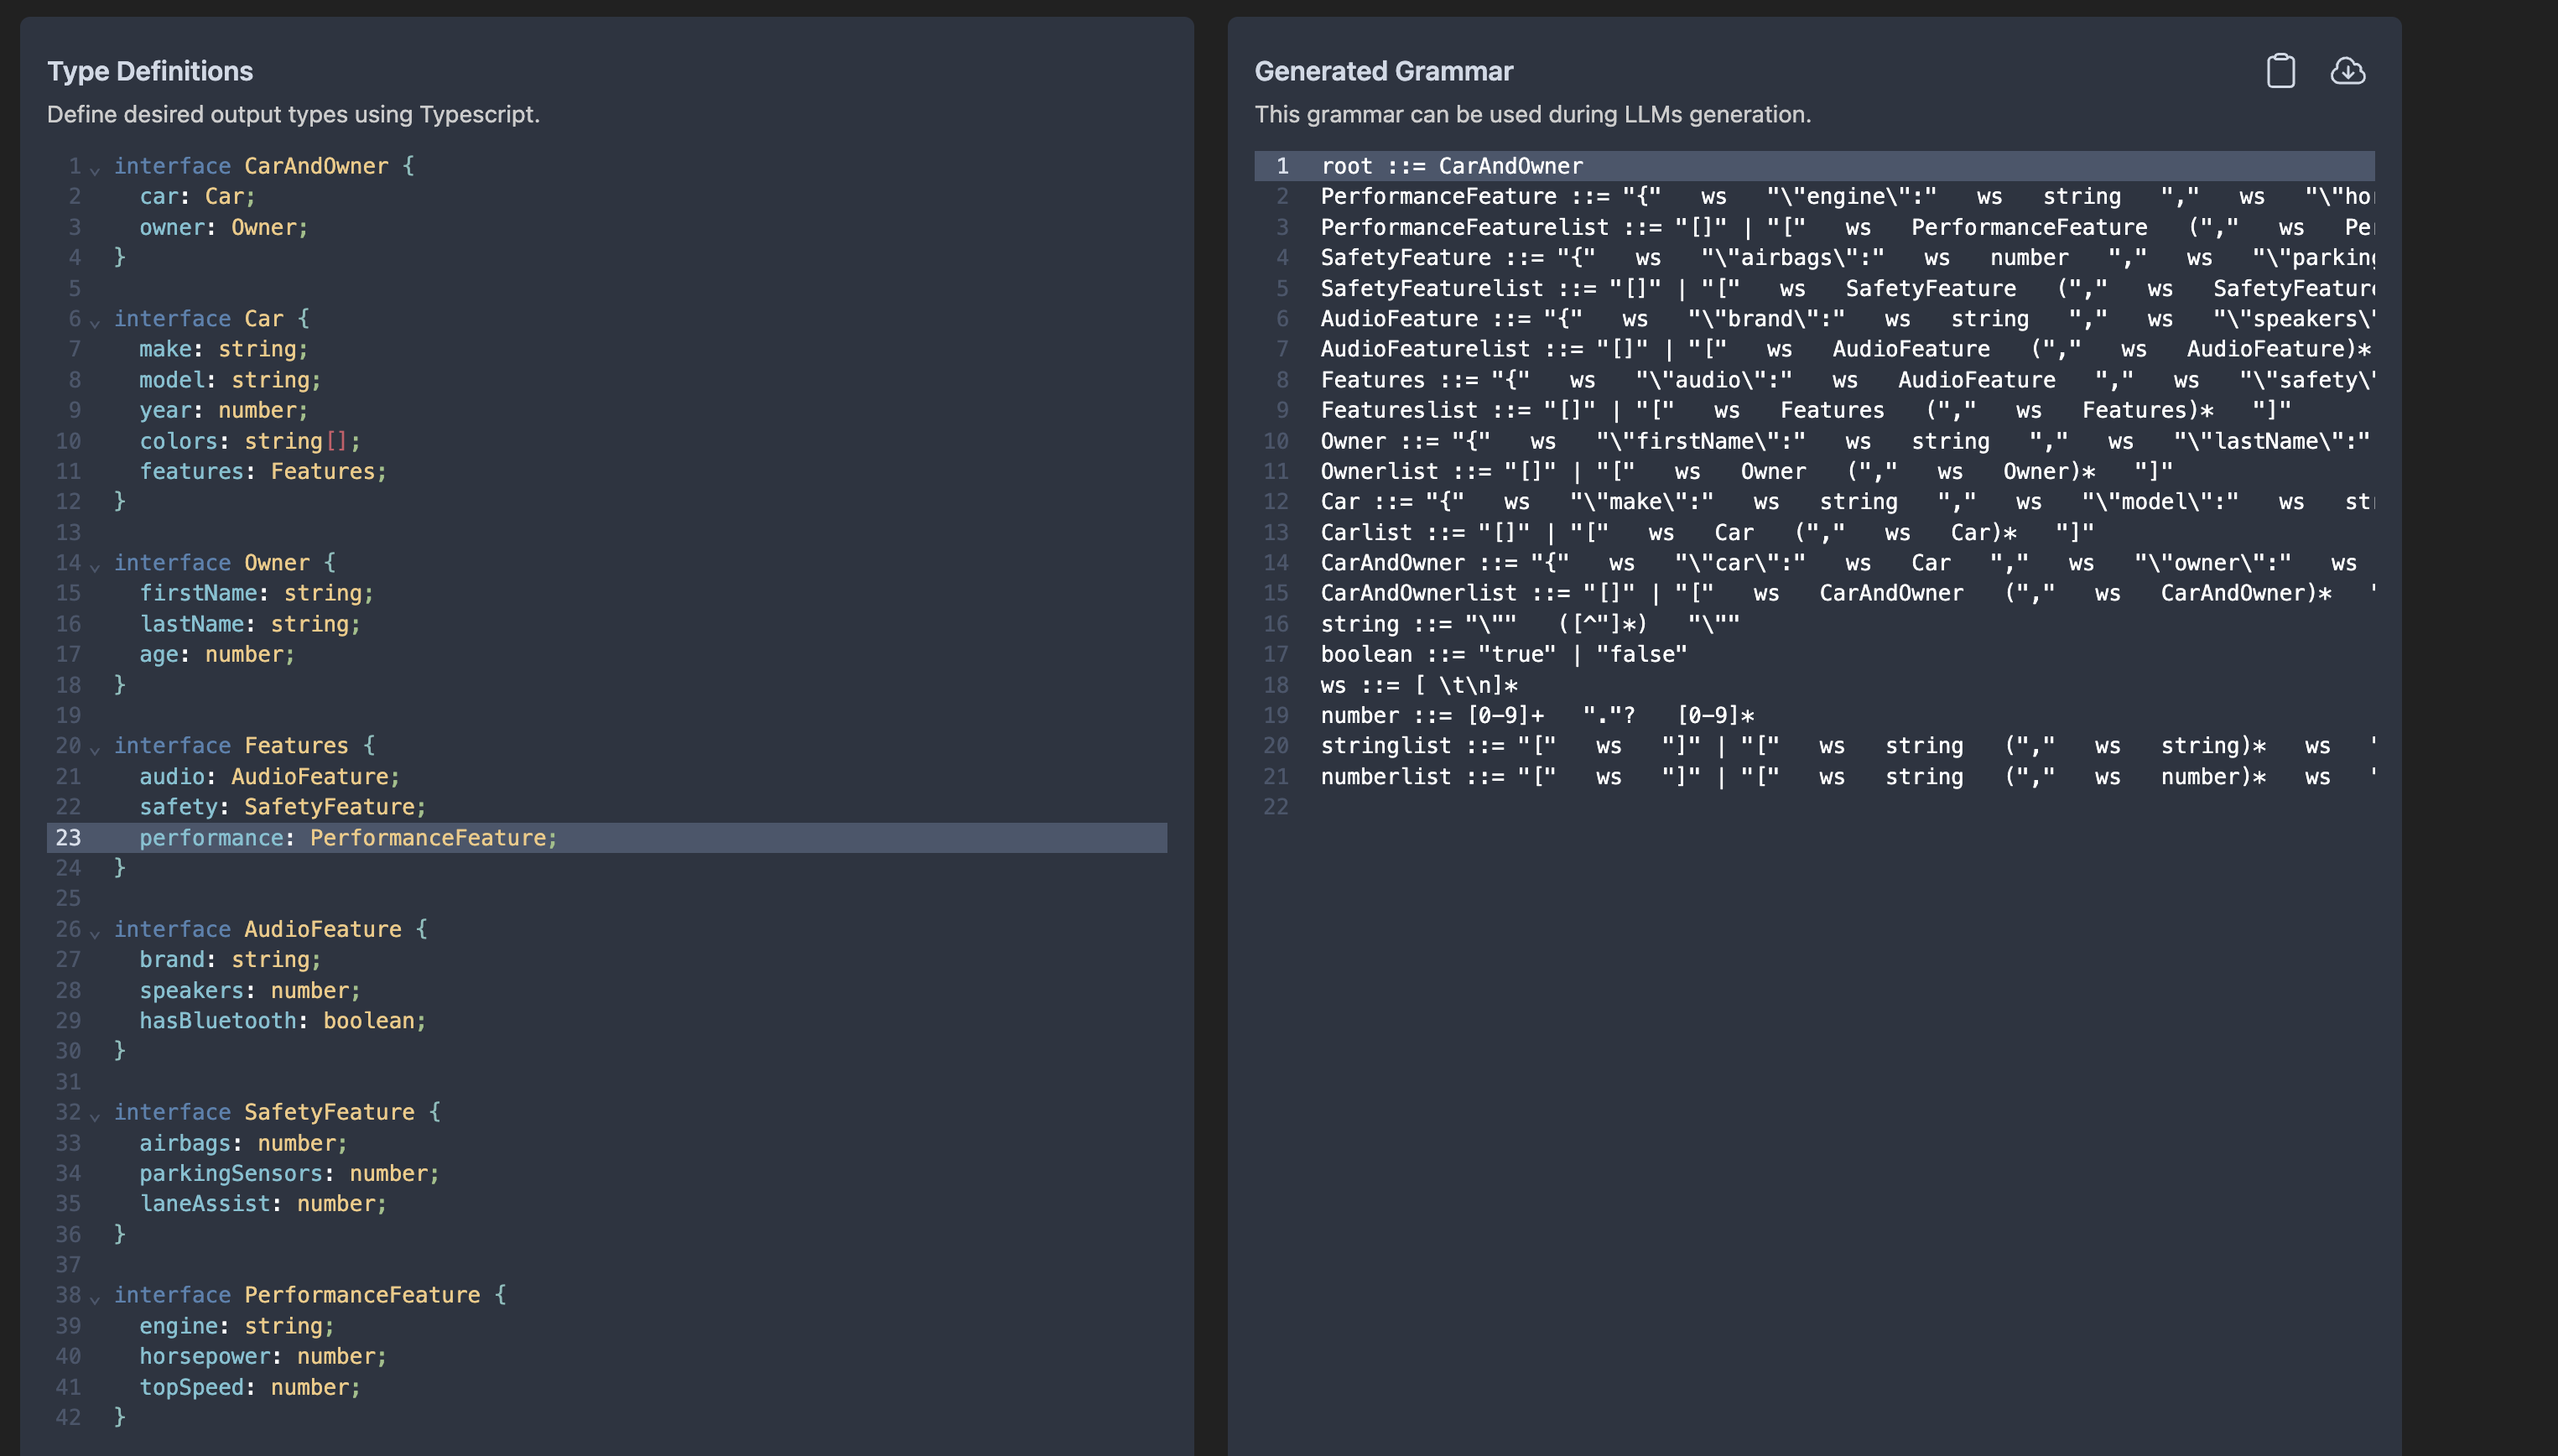 Type Definitions
Define desired output types using Typescript.
1 interface CarAndOwner {
2 car: Car;
3 owner: Owner;
4 }
5
6 interface Car {
7 make: string;
8 model: string;
9 year: number;
10 colors: string[];
11 features: Features;
12 }
13
14 interface Owner {
15 firstName: string;
16 lastName: string;
17 age: number;
18 }
19
20 interface Features {
21 audio: AudioFeature;
22 safety: SafetyFeature;
23 performance: PerformanceFeature;
24 }
25
26 interface AudioFeature {
27 brand: string;
28 speakers: number;
29 hasBluetooth: boolean;
30 }
31
32 interface SafetyFeature {
33 airbags: number;
34 parkingSensors: number;
35 laneAssist: number;
36 }
37
38 interface PerformanceFeature {
39 engine: string;
40 horsepower: number;
41 topSpeed: number;
42 }
Generated Grammar
This grammar can be used during LLMs generation.
1 root ::= CarAndOwner
2 PerformanceFeature ::= "{" ws "\"engine\":" ws string "," ws "\"ho
3 PerformanceFeaturelist ::= "[]" | "[" ws PerformanceFeature ("," ws Pe
4 SafetyFeature ::= "{" ws "\"airbags\":" ws number "," ws "\"parking
5 SafetyFeaturelist ::= "[]" | "[" ws SafetyFeature ("," ws SafetyFeature
6 AudioFeature ::= "{" ws "\"brand\":" ws string "," ws "\"speakers\"
7 AudioFeaturelist ::= "[]" | "[" ws AudioFeature ("," ws AudioFeature)*
8 Features ::= "{" ws "\"audio\":" ws AudioFeature "," ws "\"safety\"
9 Featureslist ::= "[]" | "[" ws Features ("," ws Features)* "]"
10 Owner ::= "{" ws "\"firstName\":" ws string "," ws "\"lastName\":"
11 Ownerlist ::= "[]" | "[" ws Owner ("," ws Owner)* "]"
12 Car ::= "{" ws "\"make\":" ws string "," ws "\"model\":" ws str
13 Carlist ::= "[]" | "[" ws Car ("," ws Car)* "]"
14 CarAndOwner ::= "{" ws "\"car\":" ws Car "," ws "\"owner\":" ws
15 CarAndOwnerlist ::= "[]" | "[" ws CarAndOwner ("," ws CarAndOwner)* "
16 string ::= "\"" ([^"]*) "\""
17 boolean ::= "true" | "false"
18 ws ::= [ \t\n]*
19 number ::= [0-9]+ "."? [0-9]*
20 stringlist ::= "[" ws "]" | "[" ws string ("," ws string)* ws "
21 numberlist ::= "[" ws "]" | "[" ws string ("," ws number)* ws "
22